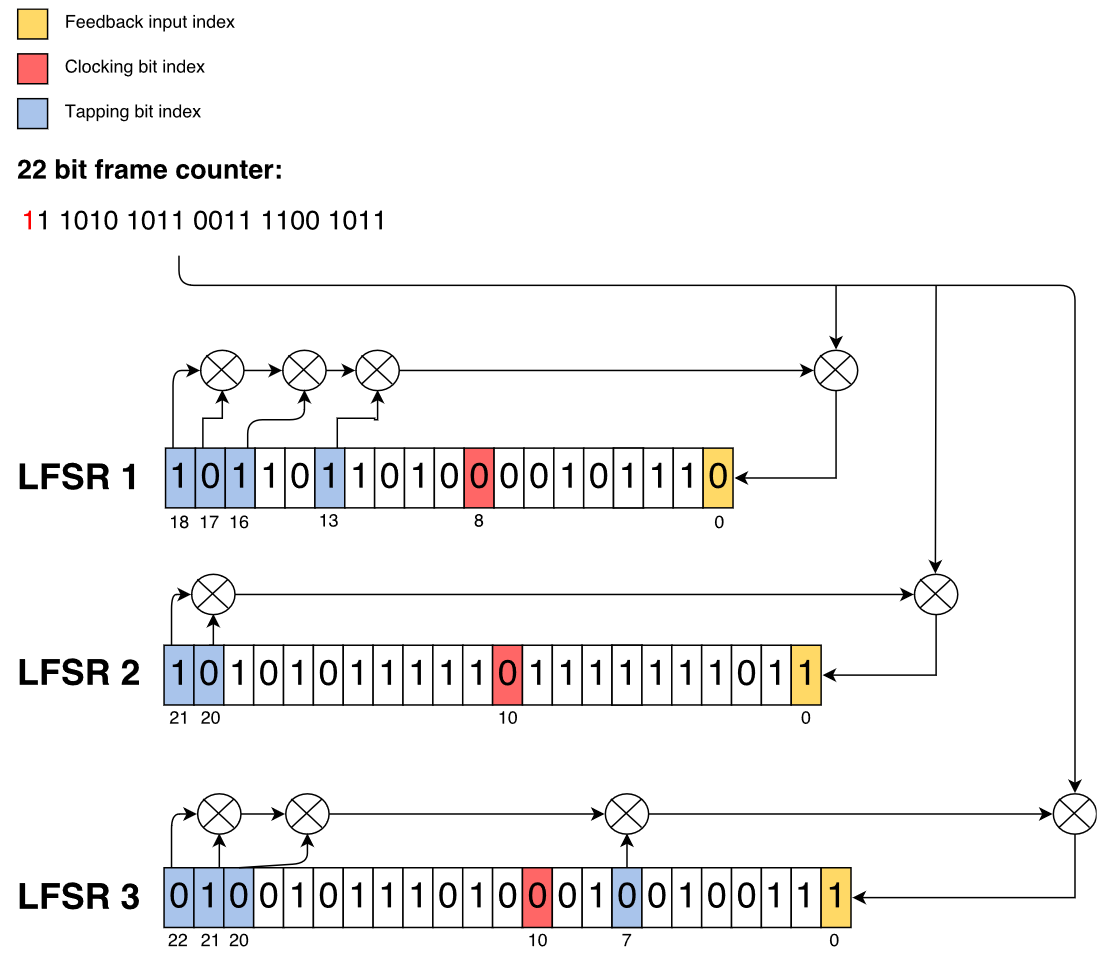 Feedback input index
Clocking bit index
Tapping bit index
22 bit frame counter:
11 1010 1011 0011 1100 1011
LFSR 1 1 0 1 1 0 1 1 0 1 0 0 0 0 1 0 1 1 1 0
18 17 16 13 8 0
LFSR 2 1 0 1 0 1 0 1 1 1 1 1 0 1 1 1 1 1 1 1 0 1 1
21 20 10 0
LFSR 3 0 1 0 0 1 0 1 1 1 0 1 0 0 0 1 0 0 1 0 0 1 1 1
22 21 20 10 7 0